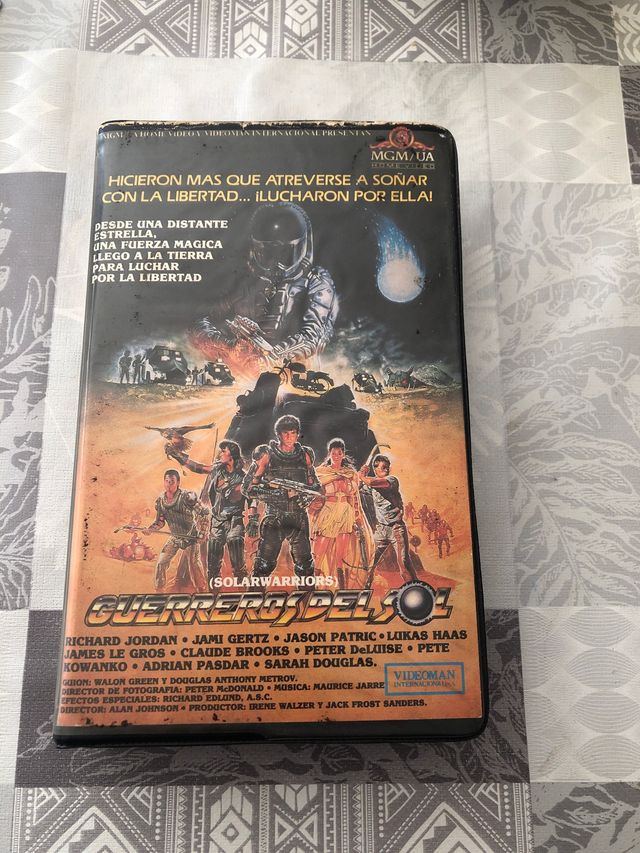 MGM/UA HOME VIDEO Y VIDEOMAN INTERNACIONAL PRESENTAN
MGM/UA
HOME VIDEO
HICIERON MAS QUE ATREVERSE A SOÑAR
CON LA LIBERTAD... ¡LUCHARON POR ELLA!
DESDE UNA DISTANTE
ESTRELLA,
UNA FUERZA MAGICA
LLEGO A LA TIERRA
PARA LUCHAR
POR LA LIBERTAD
(SOLARWARRIORS)
GUERREROS DEL SOL
RICHARD JORDAN · JAMI GERTZ · JASON PATRIC · LUKAS HAAS
JAMES LE GROS · CLAUDE BROOKS · PETER DeLUISE · PETE
KOWANKO · ADRIAN PASDAR · SARAH DOUGLAS.
GUION: WALON GREEN Y DOUGLAS ANTHONY METROV.
DIRECTOR DE FOTOGRAFIA: PETER McDONALD · MUSICA: MAURICE JARRE
EFECTOS ESPECIALES: RICHARD EDLUND, A.S.C.
DIRECTOR: ALAN JOHNSON · PRODUCTOR: IRENE WALZER Y JACK FROST SANDERS.
VIDEOMAN
INTERNACIONAL